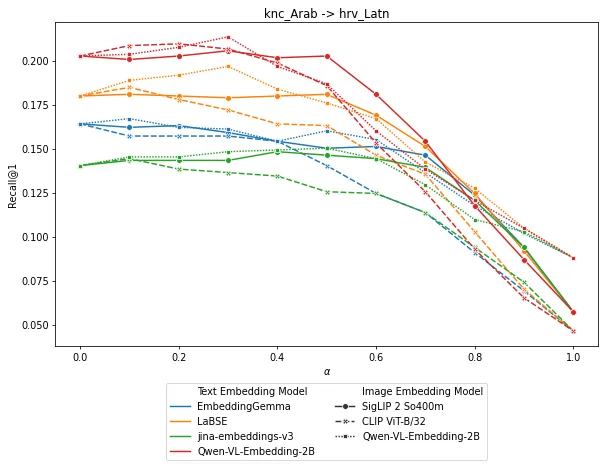 knc_Arab -> hrv_Latn
Recall@1
0.200
0.175
0.150
0.125
0.100
0.075
0.050
0.0
0.2
0.4
0.6
0.8
1.0
α
Text Embedding Model
EmbeddingGemma
LaBSE
jina-embeddings-v3
Qwen-VL-Embedding-2B
Image Embedding Model
SigLIP 2 So400m
CLIP ViT-B/32
Qwen-VL-Embedding-2B